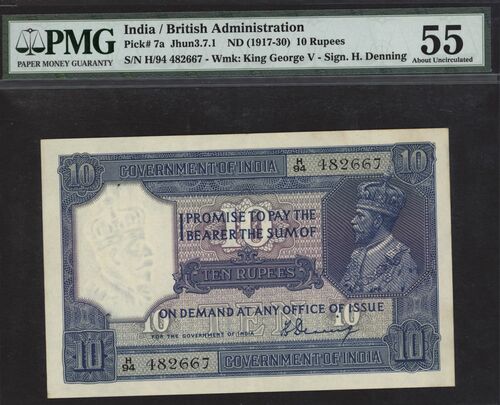 PMG
PAPER MONEY GUARANTY
India / British Administration
Pick# 7a Jhun3.7.1 ND (1917-30) 10 Rupees
S/N H/94 482667 - Wmk: King George V - Sign. H. Denning
55
About Uncirculated
10 GOVERNMENT OF INDIA H/94 482667 10
I PROMISE TO PAY THE
BEARER THE SUM OF
10
TEN RUPEES
ON DEMAND AT ANY OFFICE OF ISSUE
10 FOR THE GOVERNMENT OF INDIA H. Denning 10
10 H/94 482667 GOVERNMENT OF INDIA 10